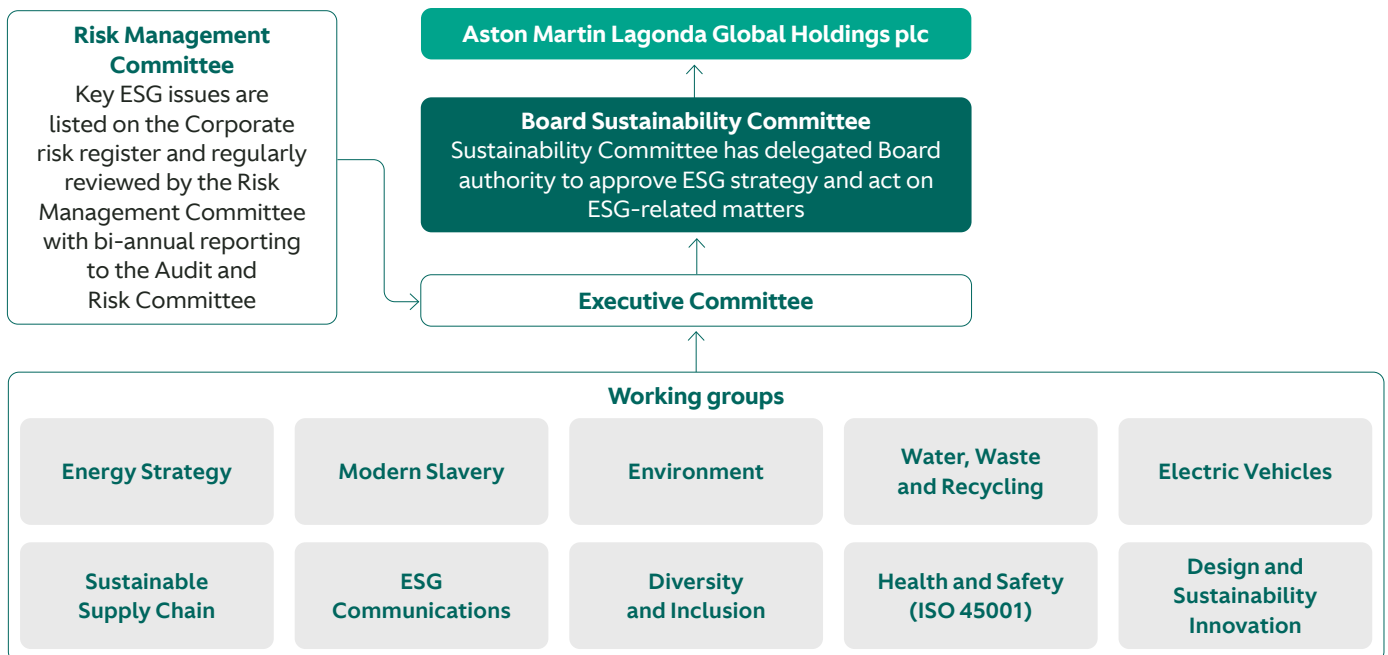 Risk Management
Committee
Key ESG issues are
listed on the Corporate
risk register and regularly
reviewed by the Risk
Management Committee
with bi-annual reporting
to the Audit and
Risk Committee
Aston Martin Lagonda Global Holdings plc
Board Sustainability Committee
Sustainability Committee has delegated Board
authority to approve ESG strategy and act on
ESG-related matters
Executive Committee
Working groups
Energy Strategy
Modern Slavery
Environment
Water, Waste
and Recycling
Electric Vehicles
Sustainable
Supply Chain
ESG
Communications
Diversity
and Inclusion
Health and Safety
(ISO 45001)
Design and
Sustainability
Innovation